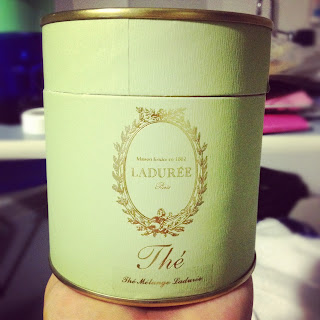 Maison fondée en 1862
LADURÉE
Paris
Thé
Thé Mélange Ladurée